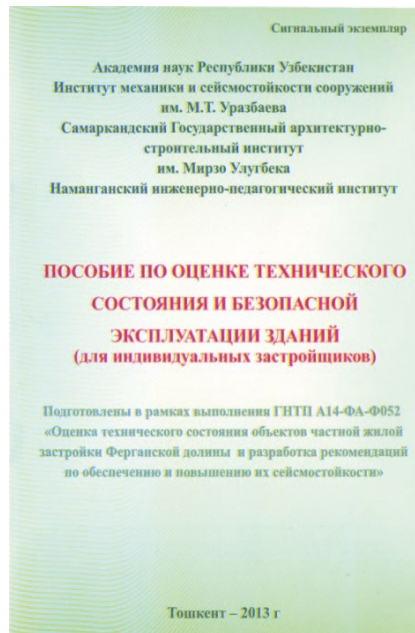 Сигнальный экземпляр
Академия наук Республики Узбекистан
Институт механики и сейсмостойкости сооружений
им. М.Т. Уразбаева
Самаркандский Государственный архитектурно-
строительный институт
им. Мирзо Улугбека
Наманганский инженерно-педагогический институт
ПОСОБИЕ ПО ОЦЕНКЕ ТЕХНИЧЕСКОГО
СОСТОЯНИЯ И БЕЗОПАСНОЙ
ЭКСПЛУАТАЦИИ ЗДАНИЙ
(для индивидуальных застройщиков)
Подготовлены в рамках выполнения ГНТП А14-ФА-Ф052
«Оценка технического состояния объектов частной жилой
застройки Ферганской долины и разработка рекомендаций
по обеспечению и повышению их сейсмостойкости»
Тошкент – 2013 г